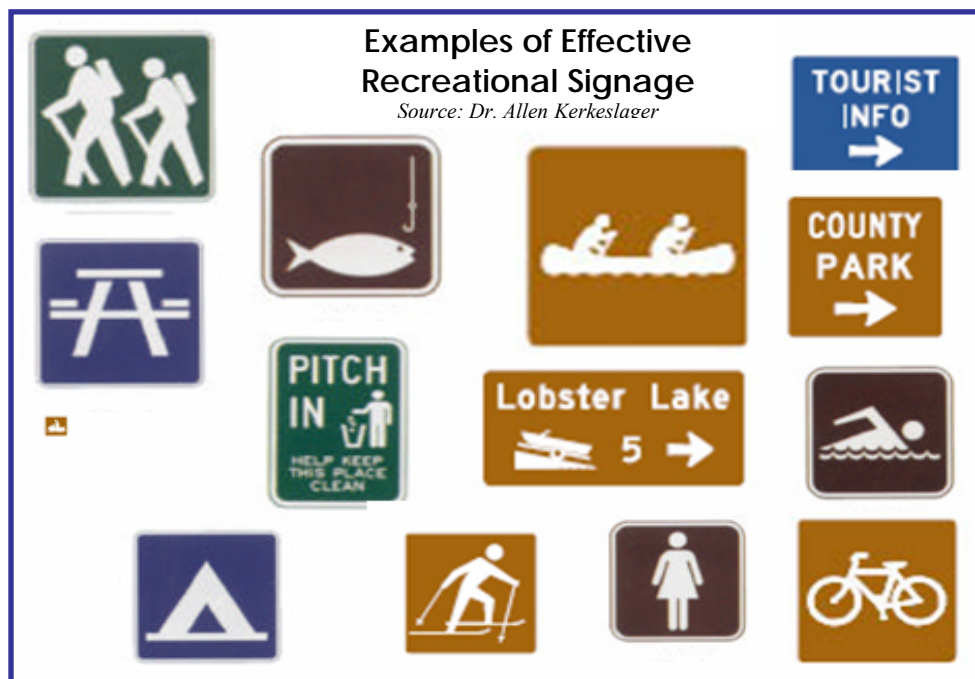 Examples of Effective
Recreational Signage
Source: Dr. Allen Kerkeslager
TOURIST
INFO
COUNTY
PARK
PITCH
IN
HELP KEEP
THIS PLACE
CLEAN
Lobster Lake
5